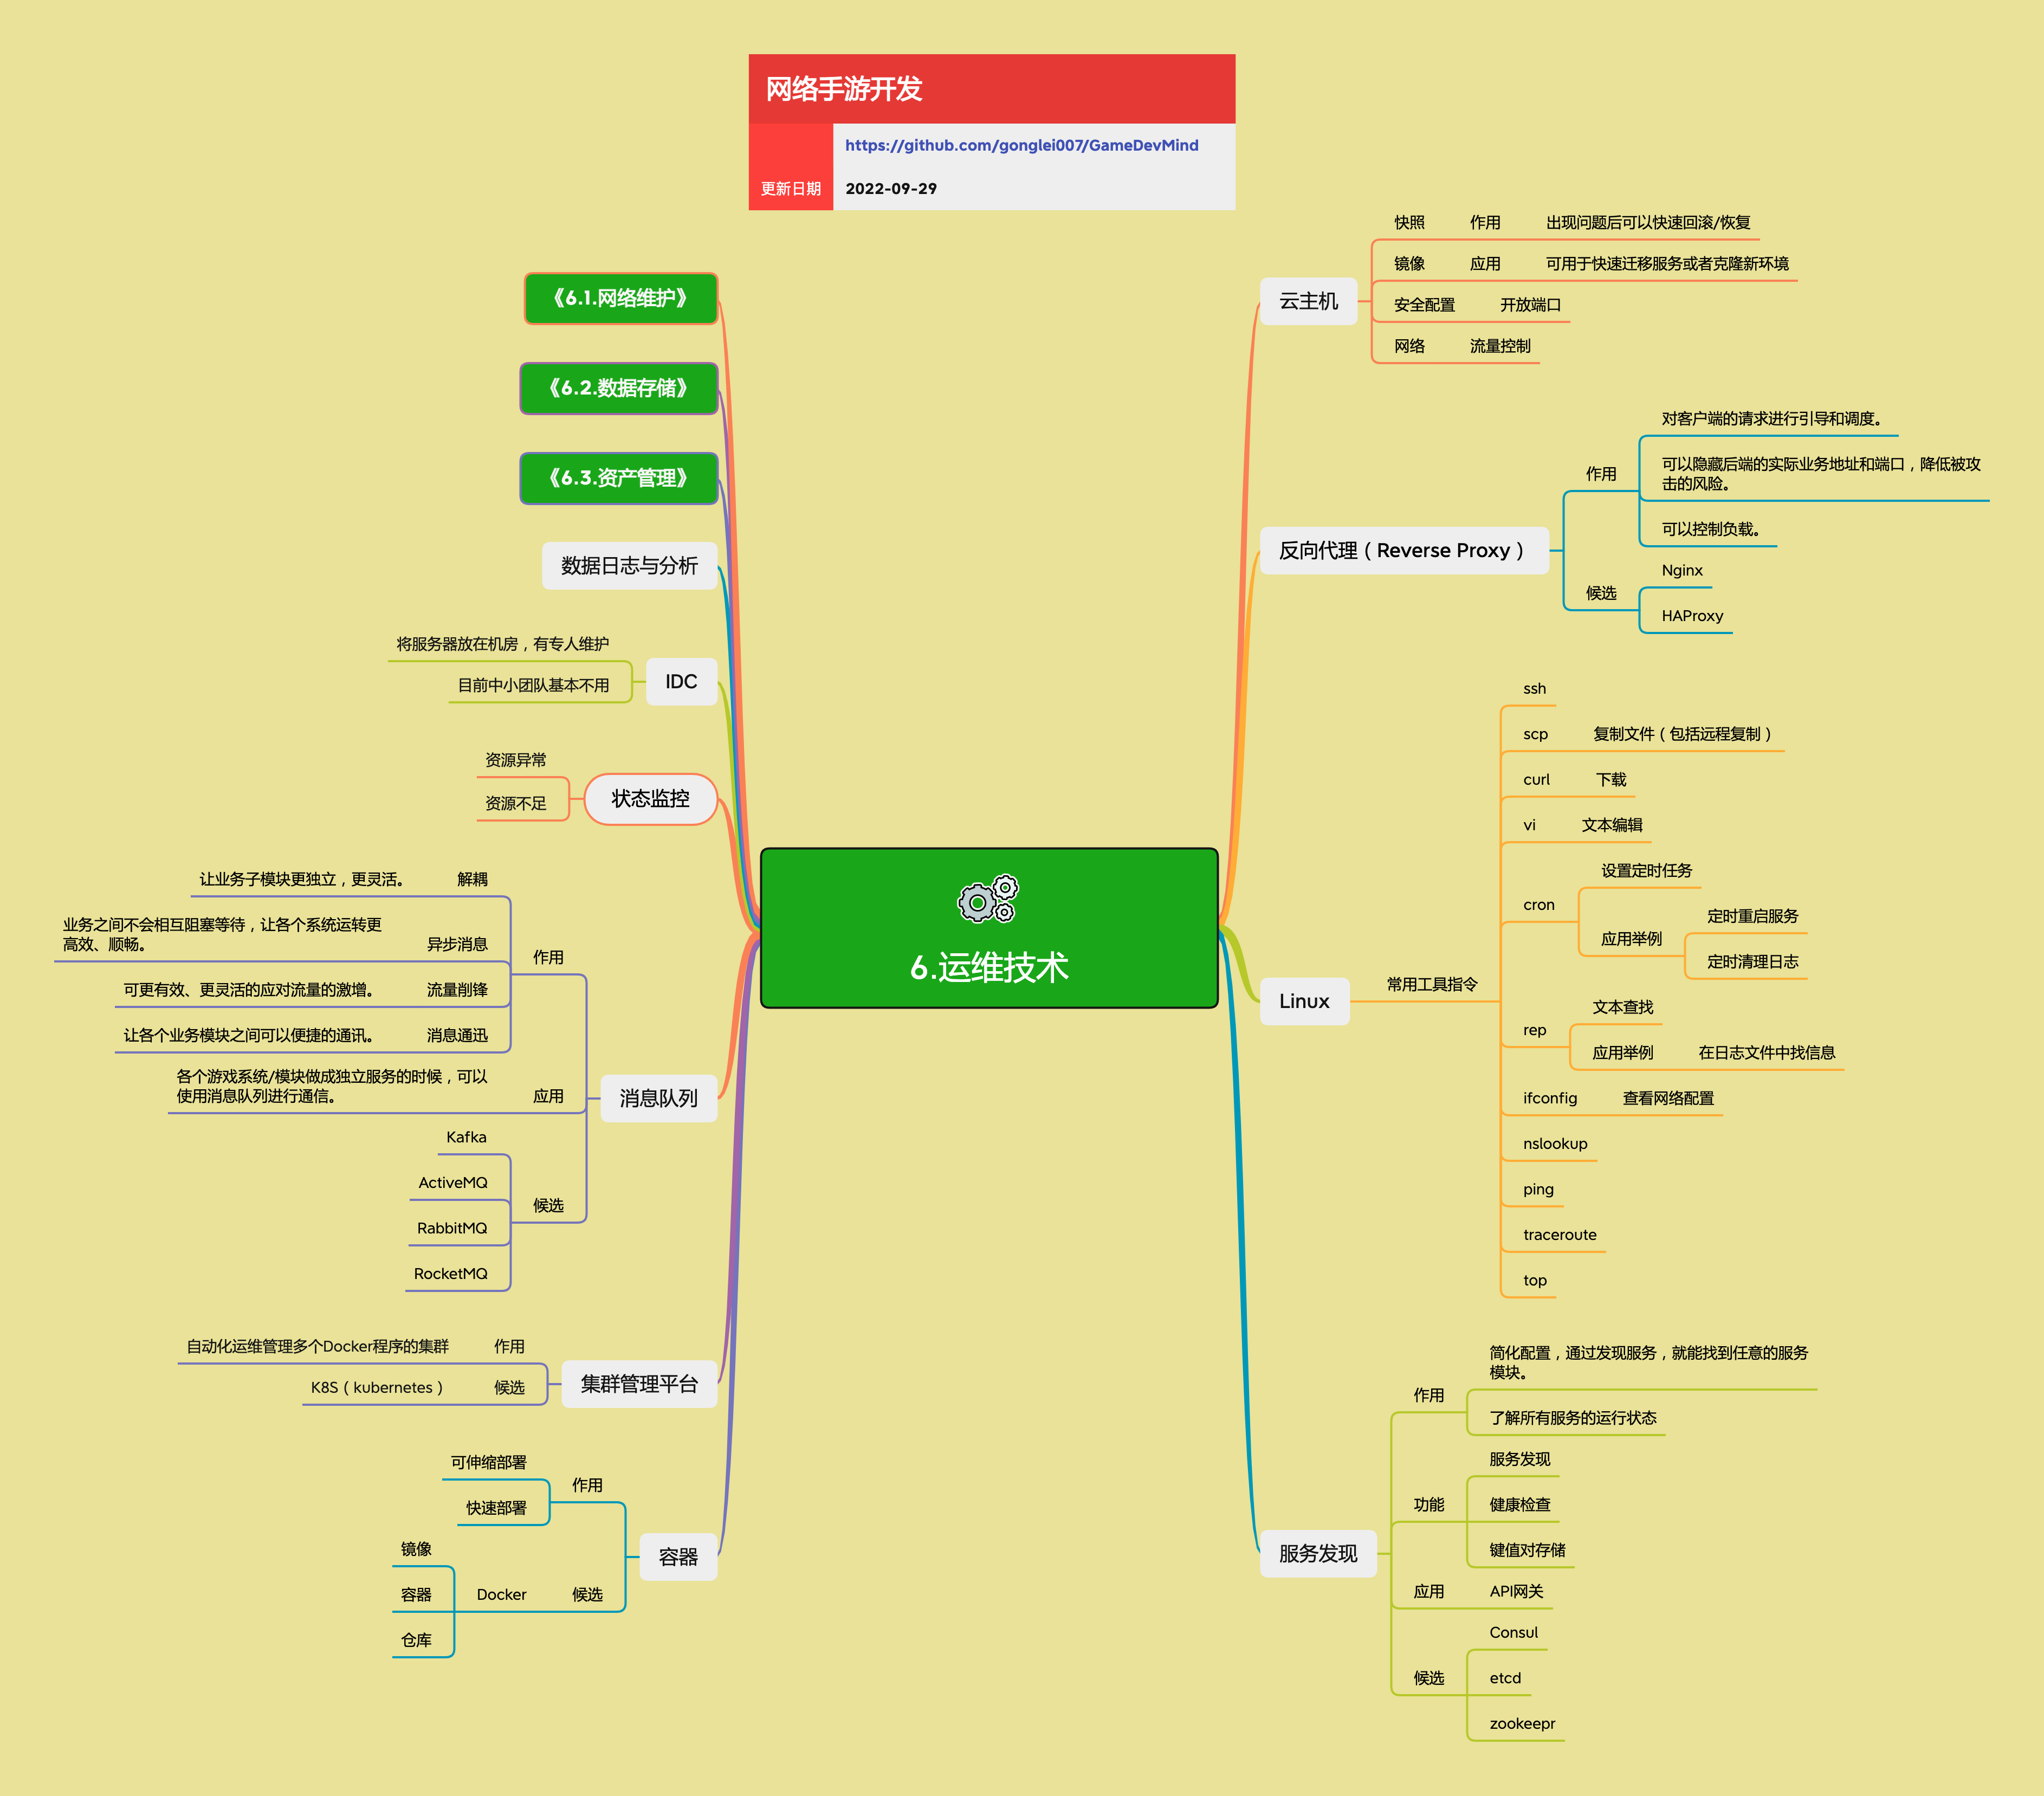 网络手游开发
https://github.com/gonglei007/GameDevMind
更新日期 2022-09-29
6.运维技术
云主机
快照 作用 出现问题后可以快速回滚/恢复
镜像 应用 可用于快速迁移服务或者克隆新环境
安全配置 开放端口
网络 流量控制
反向代理（Reverse Proxy）
作用
对客户端的请求进行引导和调度。
可以隐藏后端的实际业务地址和端口，降低被攻
击的风险。
可以控制负载。
候选
Nginx
HAProxy
Linux
常用工具指令
ssh
scp 复制文件（包括远程复制）
curl 下载
vi 文本编辑
cron
设置定时任务
应用举例
定时重启服务
定时清理日志
rep
文本查找
应用举例 在日志文件中找信息
ifconfig 查看网络配置
nslookup
ping
traceroute
top
服务发现
作用
简化配置，通过发现服务，就能找到任意的服务
模块。
了解所有服务的运行状态
功能
服务发现
健康检查
键值对存储
应用 API网关
候选
Consul
etcd
zookeepr
《6.1.网络维护》
《6.2.数据存储》
《6.3.资产管理》
数据日志与分析
IDC
将服务器放在机房，有专人维护
目前中小团队基本不用
状态监控
资源异常
资源不足
消息队列
作用
让业务子模块更独立，更灵活。 解耦
业务之间不会相互阻塞等待，让各个系统运转更
高效、顺畅。 异步消息
可更有效、更灵活的应对流量的激增。 流量削锋
让各个业务模块之间可以便捷的通讯。 消息通迅
应用
各个游戏系统/模块做成独立服务的时候，可以
使用消息队列进行通信。
候选
Kafka
ActiveMQ
RabbitMQ
RocketMQ
集群管理平台
自动化运维管理多个Docker程序的集群 作用
K8S（kubernetes） 候选
容器
作用
可伸缩部署
快速部署
候选
Docker
镜像
容器
仓库